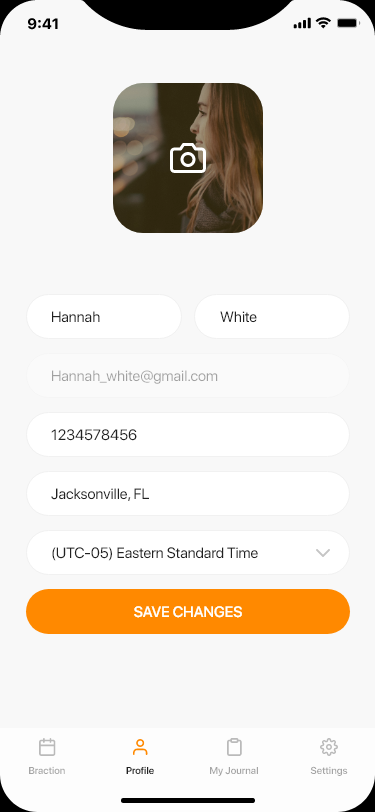 9:41
Hannah
White
Hannah_white@gmail.com
1234578456
Jacksonville, FL
(UTC-05) Eastern Standard Time
SAVE CHANGES
Braction
Profile
My Journal
Settings